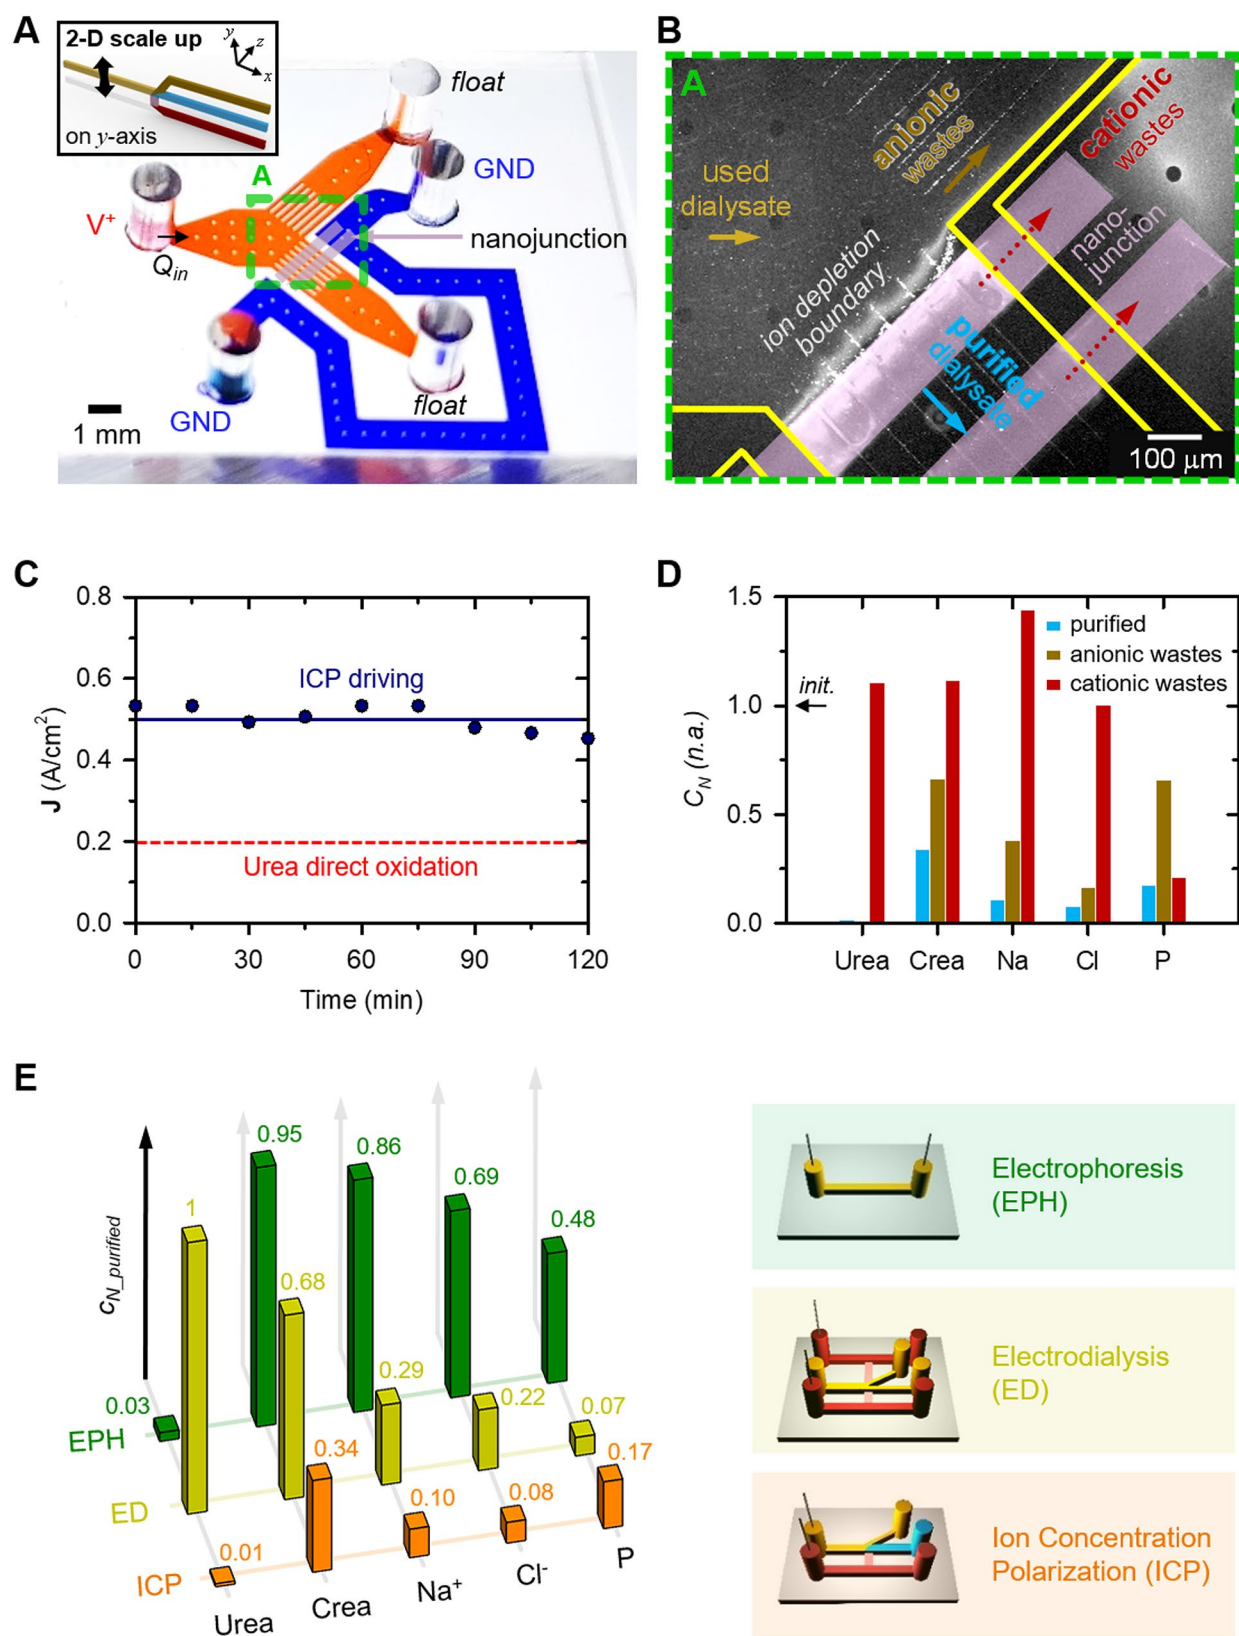 A
2-D scale up
y
z
x
on y-axis
float
GND
A
V⁺
Q_in
nanojunction
GND
float
1 mm
B
A
used
dialysate
anionic
wastes
cationic
wastes
nano-
junction
ion depletion
boundary
purified
dialysate
100 µm
C
J (A/cm²)
0.8
0.6
0.4
0.2
0.0
ICP driving
Urea direct oxidation
0
30
60
90
120
Time (min)
D
C_N (n.a.)
1.5
1.0
0.5
0.0
init.
purified
anionic wastes
cationic wastes
Urea
Crea
Na
Cl
P
E
c_N_purified
0.03
0.95
0.86
0.69
0.48
EPH
1
0.68
0.29
0.22
0.07
ED
0.01
0.34
0.10
0.08
0.17
ICP
Urea
Crea
Na⁺
Cl⁻
P
Electrophoresis
(EPH)
Electrodialysis
(ED)
Ion Concentration
Polarization (ICP)